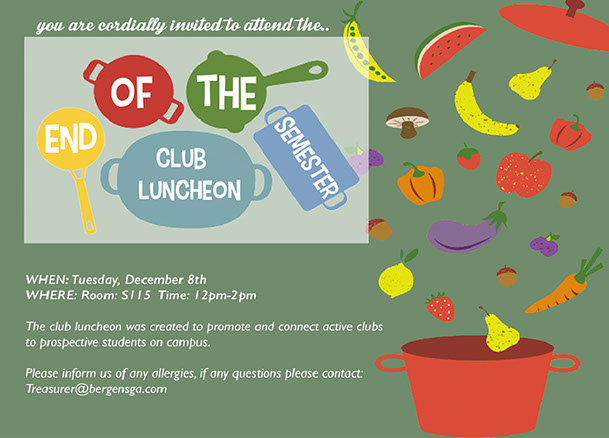 you are cordially invited to attend the..
END OF THE
SEMESTER
CLUB
LUNCHEON
WHEN: Tuesday, December 8th
WHERE: Room: S115 Time: 12pm-2pm
The club luncheon was created to promote and connect active clubs
to prospective students on campus.
Please inform us of any allergies, if any questions please contact:
Treasurer@bergensga.com